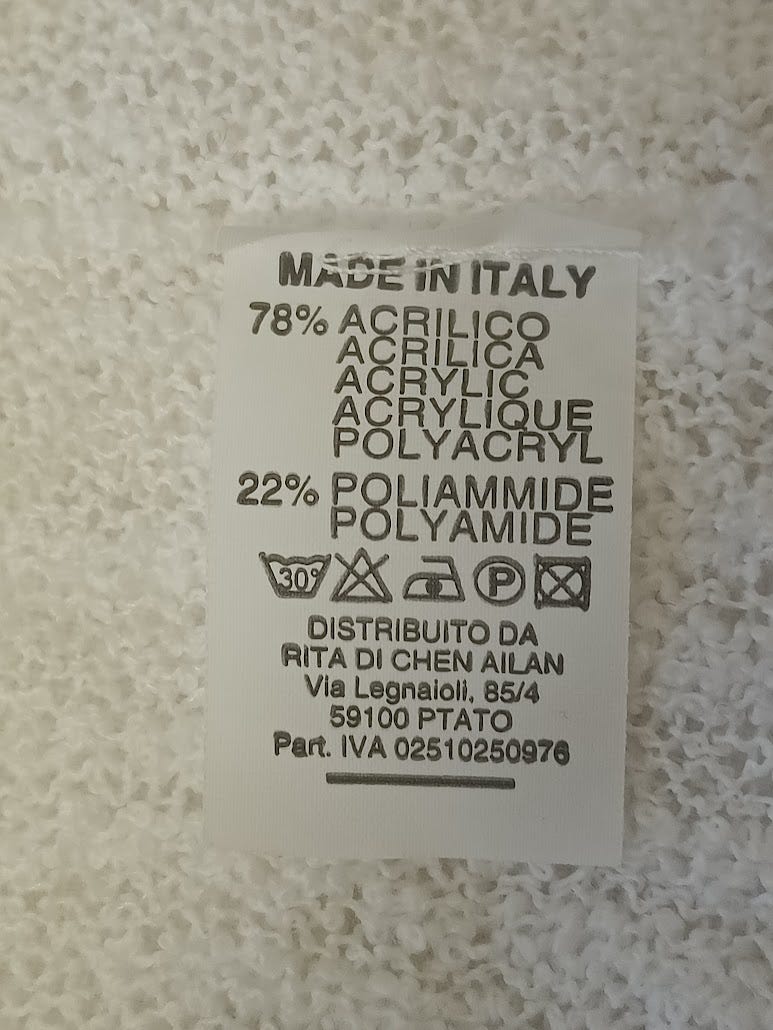 MADE IN ITALY
78% ACRILICO
ACRILICA
ACRYLIC
ACRYLIQUE
POLYACRYL
22% POLIAMMIDE
POLYAMIDE
30° P
DISTRIBUITO DA
RITA DI CHEN AILAN
Via Legnaioli, 85/4
59100 PTATO
Part. IVA 02510250976